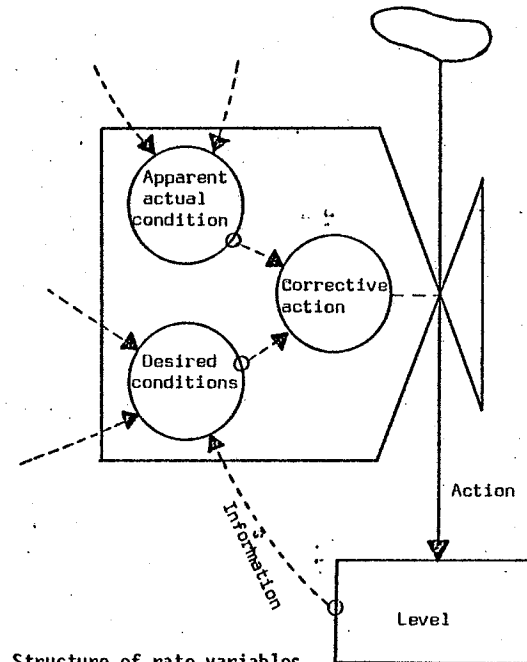 Apparent
actual
condition
Corrective
action
Desired
conditions
Information
Action
Level
Structure of rate variables